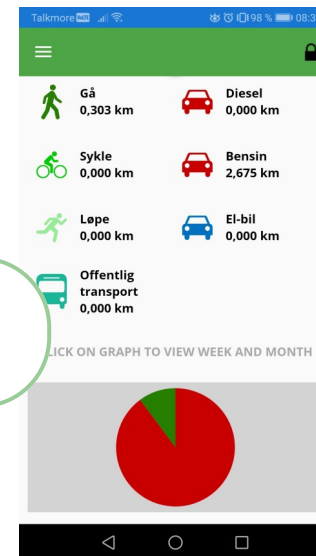 Talkmore 98 % 08:3
Gå
0,303 km
Diesel
0,000 km
Sykle
0,000 km
Bensin
2,675 km
Løpe
0,000 km
El-bil
0,000 km
Offentlig
transport
0,000 km
LICK ON GRAPH TO VIEW WEEK AND MONTH